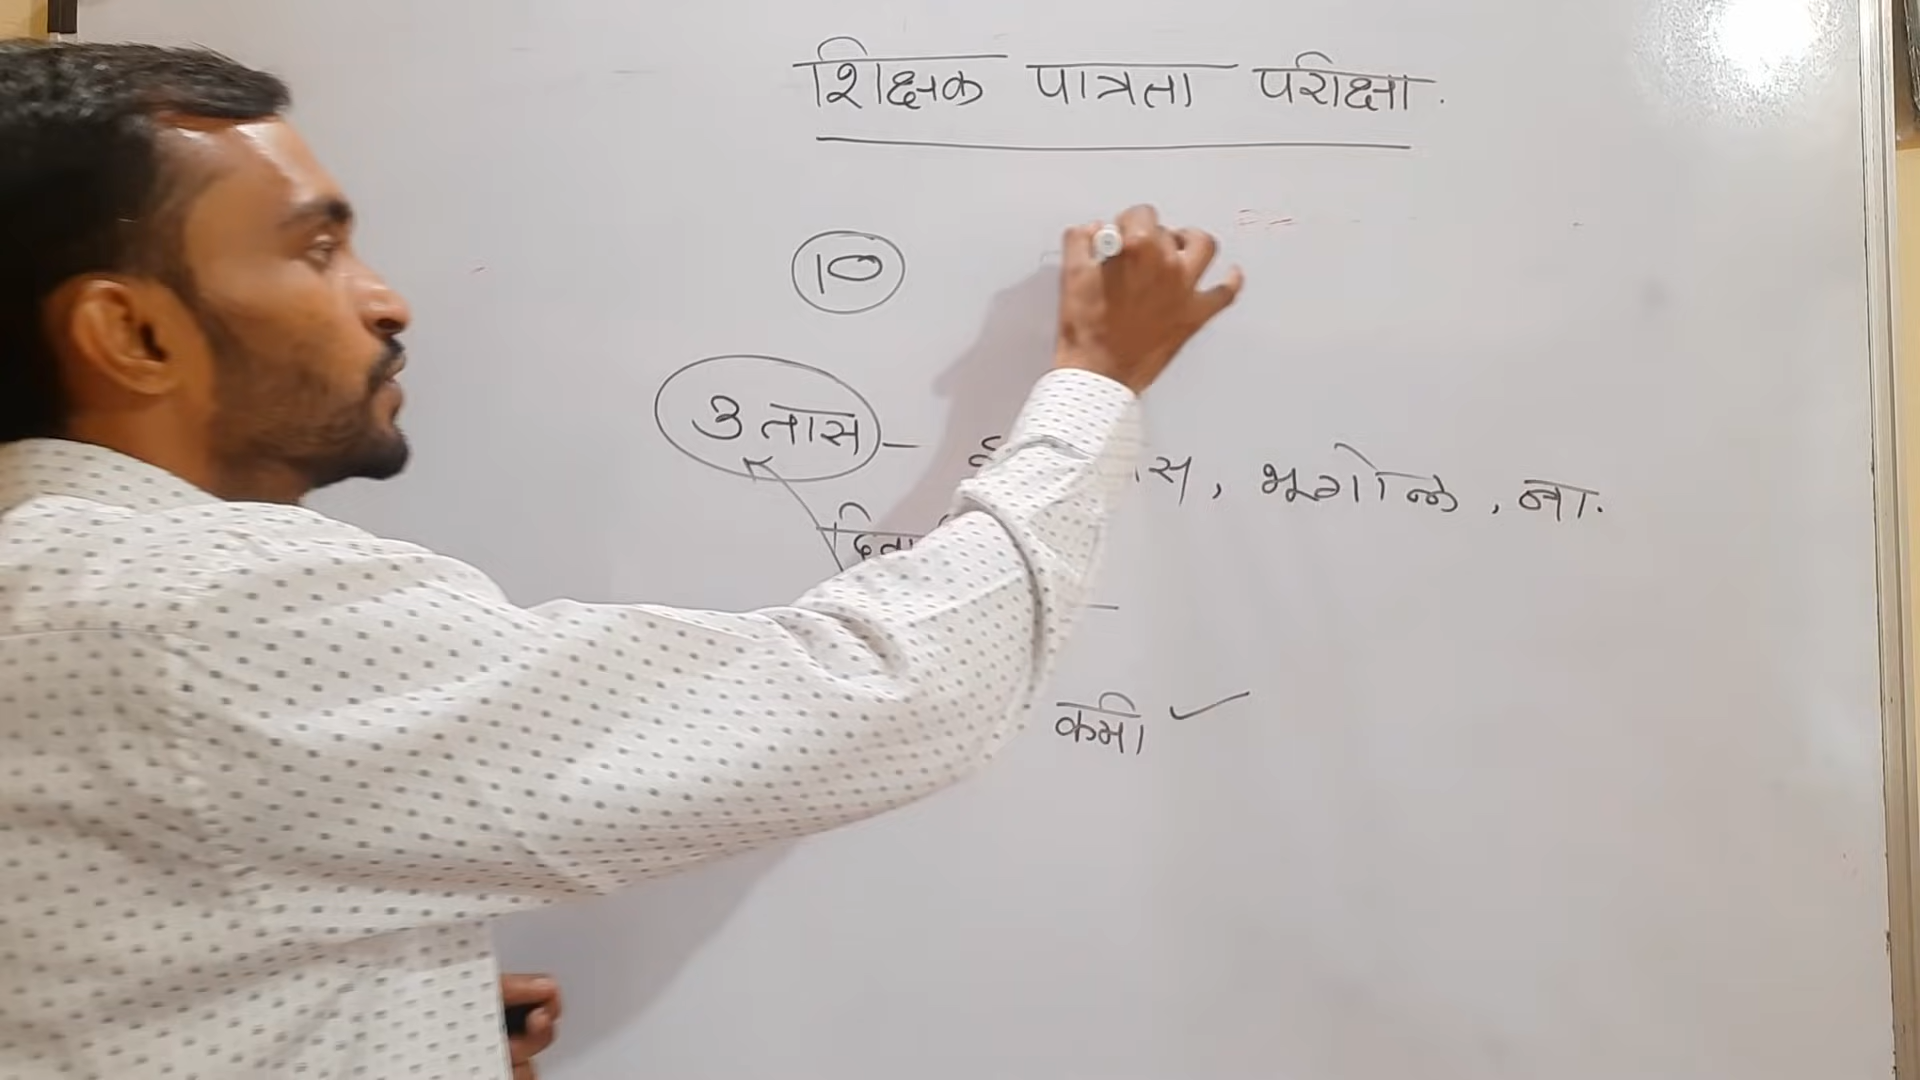 शिक्षक पात्रता परीक्षा.
10
3 तास – स, भूगोल, ना.
कमी ✓